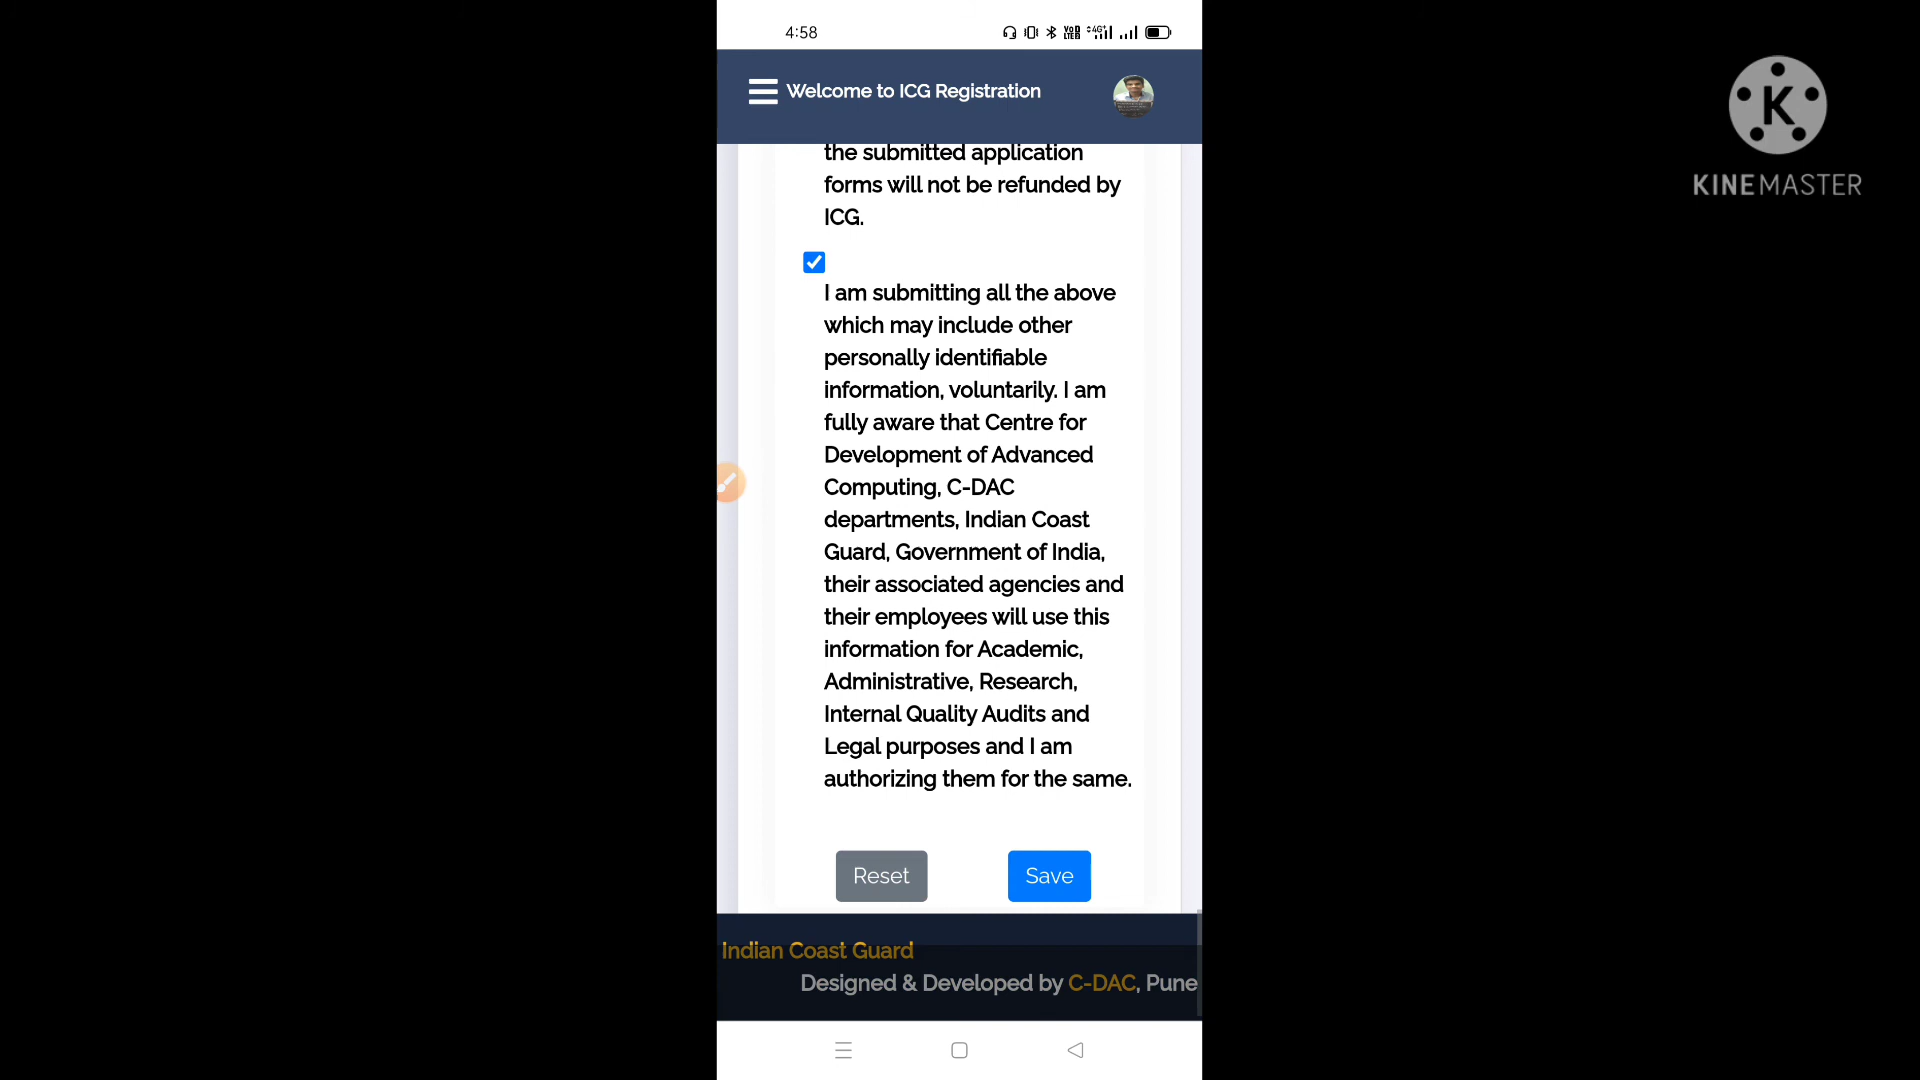 4:58
VoD
LTE
4G+
Welcome to ICG Registration
K
KINEMASTER
the submitted application
forms will not be refunded by
ICG.
I am submitting all the above
which may include other
personally identifiable
information, voluntarily. I am
fully aware that Centre for
Development of Advanced
Computing, C-DAC
departments, Indian Coast
Guard, Government of India,
their associated agencies and
their employees will use this
information for Academic,
Administrative, Research,
Internal Quality Audits and
Legal purposes and I am
authorizing them for the same.
Reset Save
Indian Coast Guard
Designed & Developed by C-DAC, Pune